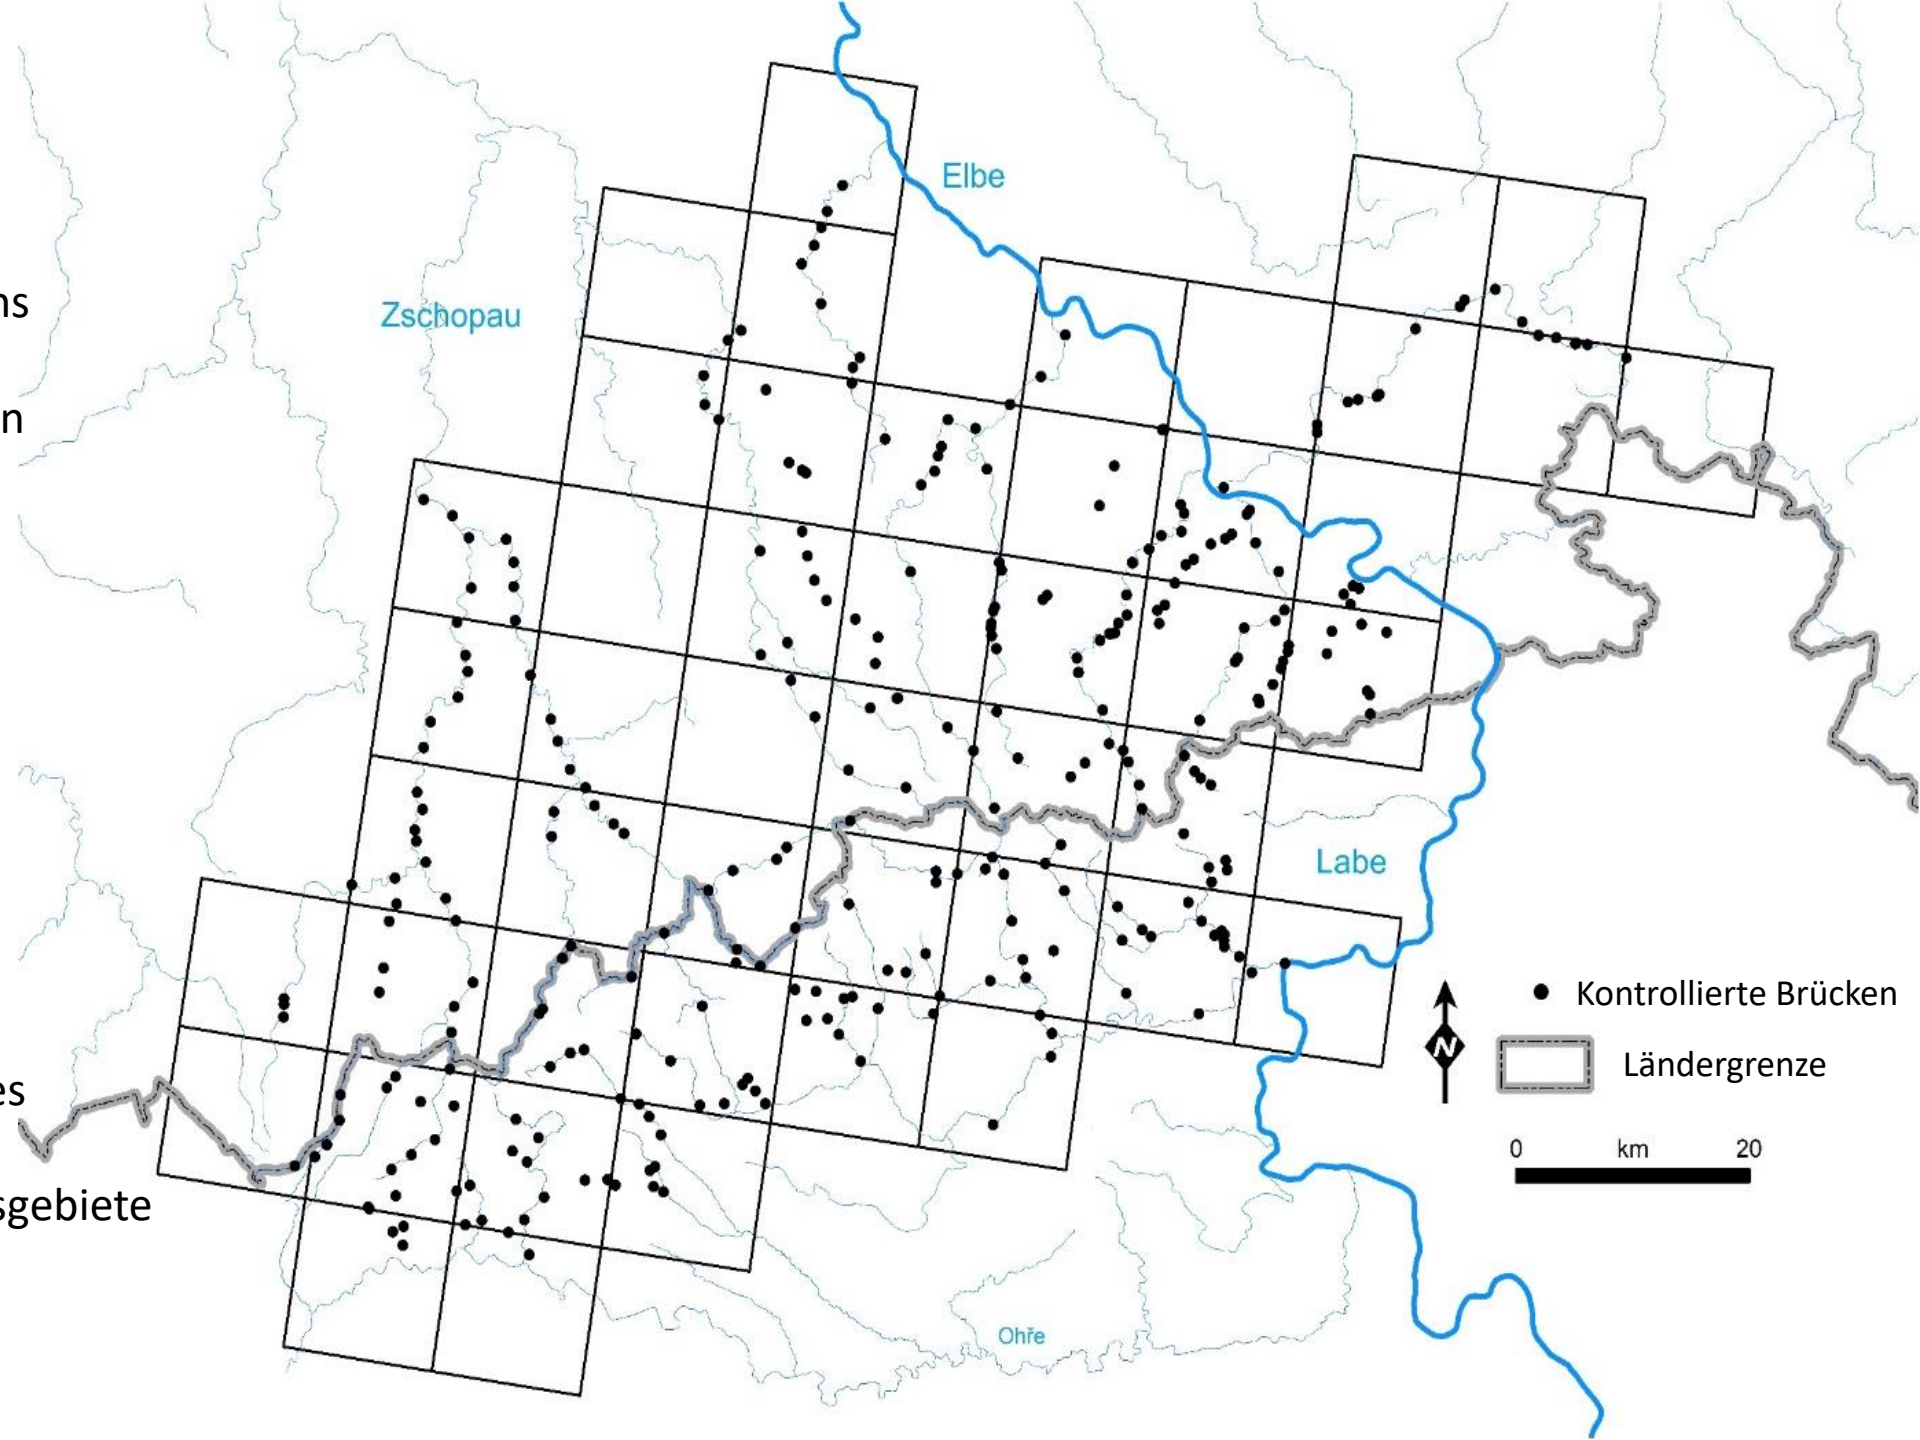 Elbe
ns
Zschopau
n
Labe
Kontrollierte Brücken
N
Ländergrenze
es
0 km 20
sgebiete
Ohře